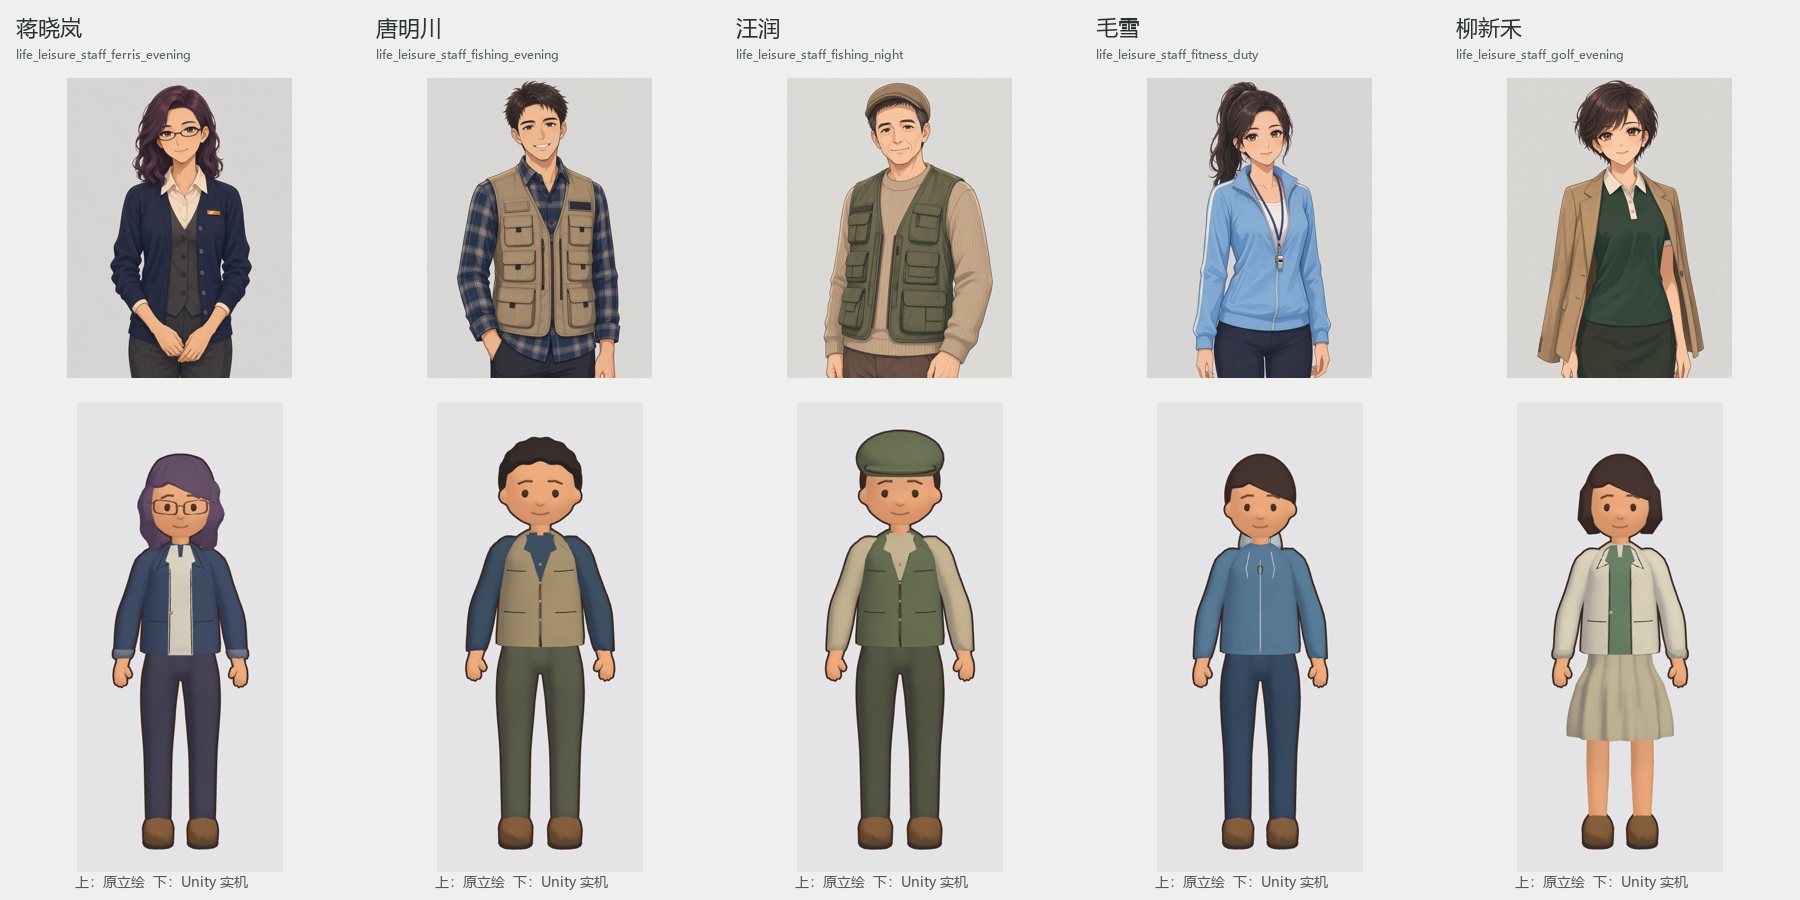 蒋晓岚
life_leisure_staff_ferris_evening
上：原立绘 下：Unity 实机
唐明川
life_leisure_staff_fishing_evening
上：原立绘 下：Unity 实机
汪润
life_leisure_staff_fishing_night
上：原立绘 下：Unity 实机
毛雪
life_leisure_staff_fitness_duty
上：原立绘 下：Unity 实机
柳新禾
life_leisure_staff_golf_evening
上：原立绘 下：Unity 实机